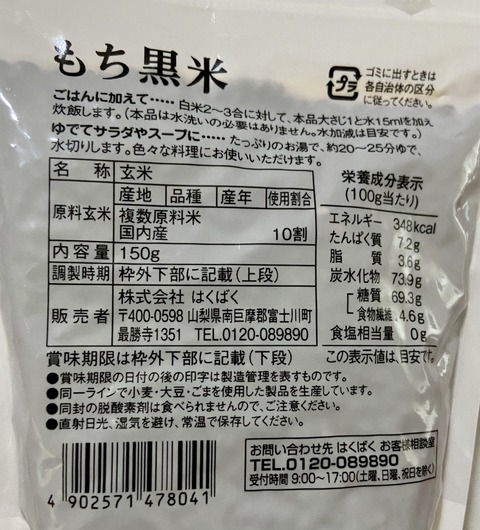 もち黒米
プラ
ゴミに出すときは
各自治体の区分
に従ってください。
ごはんに加えて・・・・・白米2～3合に対して、本品大さじ1と水15mlを加え
炊飯します。(本品は水洗いの必要はありません。水加減は目安です。)
ゆでてサラダやスープに・・・・・たっぷりのお湯で、約20～25分ゆで、
水切りします。色々な料理にお使いいただけます。
名 称 玄米
原料玄米 産地 品種 産年 使用割合
複数原料米
国内産 10割
内容量 150g
調製時期 枠外下部に記載(上段)
販売者 株式会社 はくばく
〒400-0598 山梨県南巨摩郡富士川町
最勝寺1351 TEL.0120-089890
栄養成分表示
(100g当たり)
エネルギー 348kcal
たんぱく質 7.2g
脂 質 3.6g
炭水化物 73.9g
糖質 69.3g
食物繊維 4.6g
食塩相当量 0g
この表示値は、目安です。
賞味期限は枠外下部に記載(下段)
●賞味期限の日付の後の印字は製造管理を表すものです。
●同一ラインで小麦・大豆・ごまを使用した製品を生産しています。
●同封の脱酸素剤は食べられませんので、ご注意ください。
●直射日光、湿気を避け、常温で保存してください。
お問い合わせ先 はくばく お客様相談室
TEL.0120-089890
受付時間 9:00～17:00(土曜、日曜、祝日を除く)
4 902571 478041